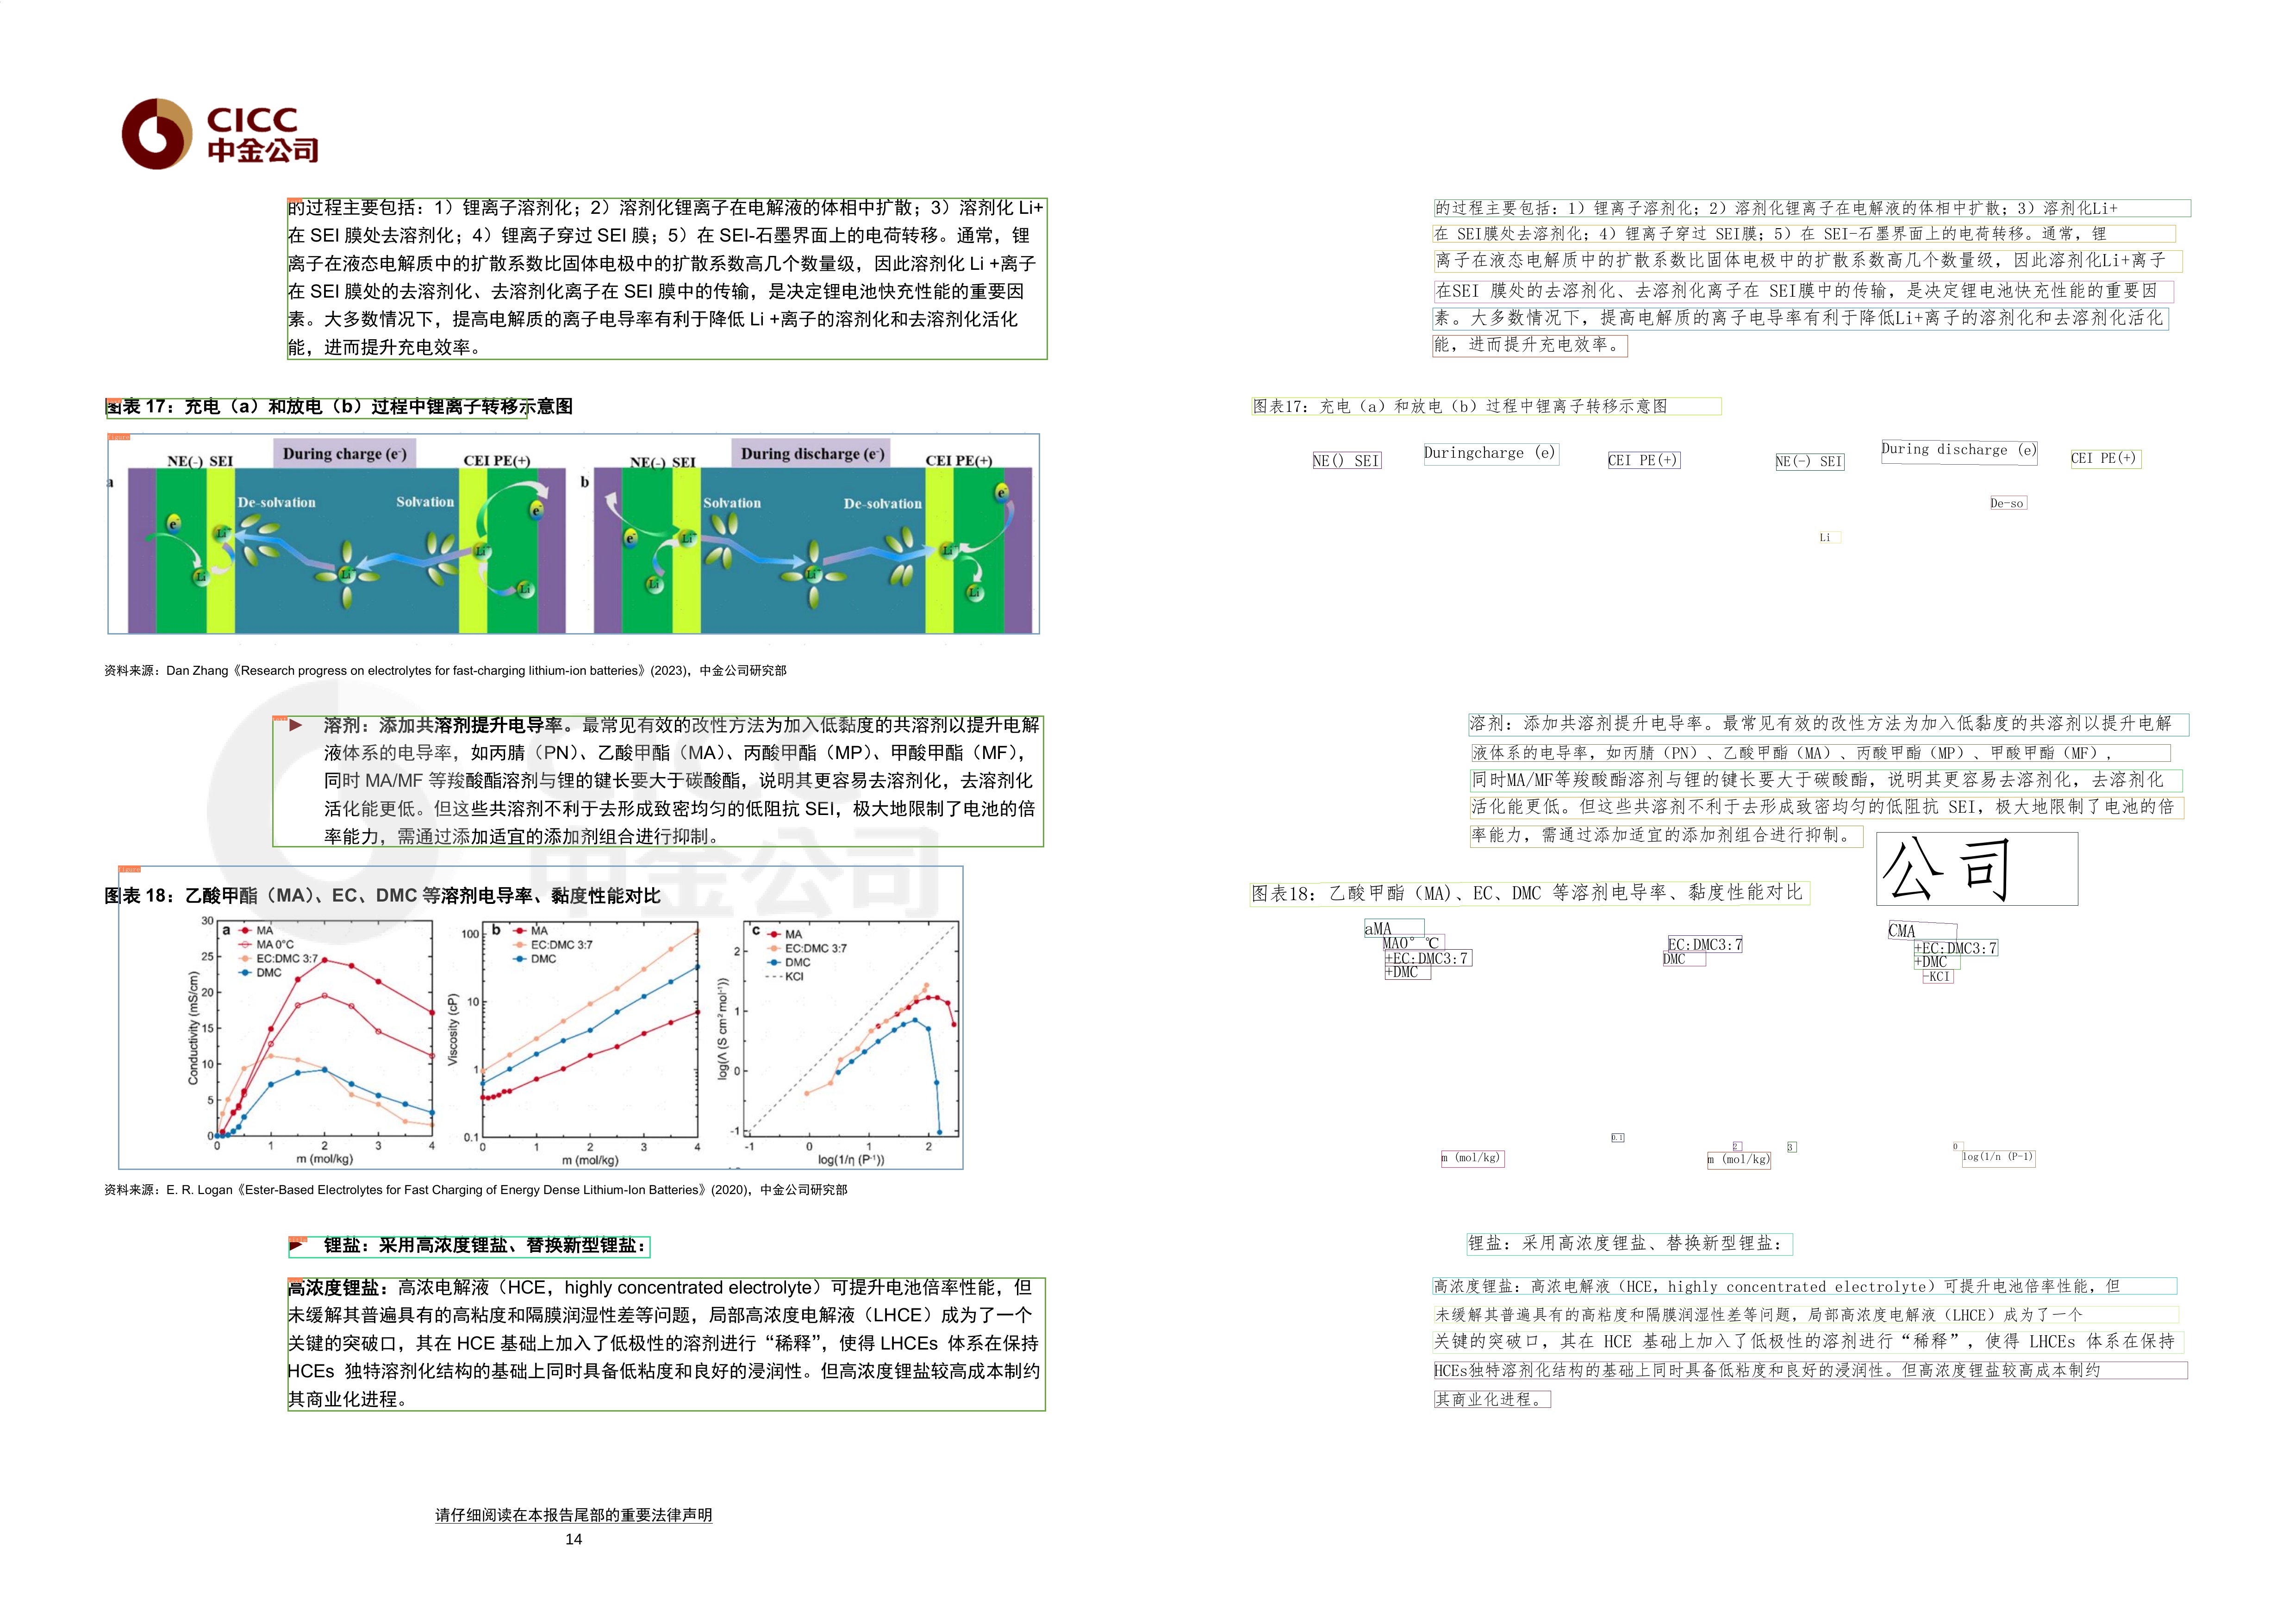 CICC
中金公司
的过程主要包括：1）锂离子溶剂化；2）溶剂化锂离子在电解液的体相中扩散；3）溶剂化 Li+
在 SEI 膜处去溶剂化；4）锂离子穿过 SEI 膜；5）在 SEI-石墨界面上的电荷转移。通常，锂
离子在液态电解质中的扩散系数比固体电极中的扩散系数高几个数量级，因此溶剂化 Li +离子
在 SEI 膜处的去溶剂化、去溶剂化离子在 SEI 膜中的传输，是决定锂电池快充性能的重要因
素。大多数情况下，提高电解质的离子电导率有利于降低 Li +离子的溶剂化和去溶剂化活化
能，进而提升充电效率。
图表 17：充电（a）和放电（b）过程中锂离子转移示意图
NE(-) SEI During charge (e-) CEI PE(+)
a
De-solvation Solvation
e- Li+ Li+ Li+ Li+ e- Li+
NE(-) SEI During discharge (e-) CEI PE(+)
b
Solvation De-solvation
e- Li+ Li+ Li+ Li+ e- Li+
资料来源：Dan Zhang《Research progress on electrolytes for fast-charging lithium-ion batteries》(2023)，中金公司研究部
溶剂：添加共溶剂提升电导率。最常见有效的改性方法为加入低黏度的共溶剂以提升电解
液体系的电导率，如丙腈（PN）、乙酸甲酯（MA）、丙酸甲酯（MP）、甲酸甲酯（MF），
同时 MA/MF 等羧酸酯溶剂与锂的键长要大于碳酸酯，说明其更容易去溶剂化，去溶剂化
活化能更低。但这些共溶剂不利于去形成致密均匀的低阻抗 SEI，极大地限制了电池的倍
率能力，需通过添加适宜的添加剂组合进行抑制。
CICC
中金公司
图表 18：乙酸甲酯（MA）、EC、DMC 等溶剂电导率、黏度性能对比
a
MA
MA 0°C
EC:DMC 3:7
DMC
Conductivity (mS/cm)
30
25
20
15
10
5
0
0 1 2 3 4
m (mol/kg)
b
MA
EC:DMC 3:7
DMC
Viscosity (cP)
100
10
1
0.1
0 1 2 3 4
m (mol/kg)
c
MA
EC:DMC 3:7
DMC
KCl
log(Λ (S cm² mol⁻¹))
2
1
0
-1
-1 0 1 2
log(1/η (P⁻¹))
资料来源：E. R. Logan《Ester-Based Electrolytes for Fast Charging of Energy Dense Lithium-Ion Batteries》(2020)，中金公司研究部
锂盐：采用高浓度锂盐、替换新型锂盐：
高浓度锂盐：高浓电解液（HCE，highly concentrated electrolyte）可提升电池倍率性能，但
未缓解其普遍具有的高粘度和隔膜润湿性差等问题，局部高浓度电解液（LHCE）成为了一个
关键的突破口，其在 HCE 基础上加入了低极性的溶剂进行“稀释”，使得 LHCEs 体系在保持
HCEs 独特溶剂化结构的基础上同时具备低粘度和良好的浸润性。但高浓度锂盐较高成本制约
其商业化进程。
请仔细阅读在本报告尾部的重要法律声明
14
的过程主要包括：1）锂离子溶剂化；2）溶剂化锂离子在电解液的体相中扩散；3）溶剂化Li+
在 SEI膜处去溶剂化；4）锂离子穿过 SEI膜；5）在 SEI-石墨界面上的电荷转移。通常，锂
离子在液态电解质中的扩散系数比固体电极中的扩散系数高几个数量级，因此溶剂化Li+离子
在SEI 膜处的去溶剂化、去溶剂化离子在 SEI膜中的传输，是决定锂电池快充性能的重要因
素。大多数情况下，提高电解质的离子电导率有利于降低Li+离子的溶剂化和去溶剂化活化
能，进而提升充电效率。
图表17：充电（a）和放电（b）过程中锂离子转移示意图
NE() SEI Duringcharge (e) CEI PE(+) NE(-) SEI During discharge (e) CEI PE(+)
De-so
Li
溶剂：添加共溶剂提升电导率。最常见有效的改性方法为加入低黏度的共溶剂以提升电解
液体系的电导率，如丙腈（PN）、乙酸甲酯（MA）、丙酸甲酯（MP）、甲酸甲酯（MF），
同时MA/MF等羧酸酯溶剂与锂的键长要大于碳酸酯，说明其更容易去溶剂化，去溶剂化
活化能更低。但这些共溶剂不利于去形成致密均匀的低阻抗 SEI，极大地限制了电池的倍
率能力，需通过添加适宜的添加剂组合进行抑制。
公司
图表18：乙酸甲酯（MA）、EC、DMC 等溶剂电导率、黏度性能对比
aMA
MA0° ℃
+EC:DMC3:7
+DMC
EC:DMC3:7
DMC
CMA
+EC:DMC3:7
+DMC
-KCI
0.1
2 3 0
m (mol/kg) m (mol/kg) log(1/n (P-1)
锂盐：采用高浓度锂盐、替换新型锂盐：
高浓度锂盐：高浓电解液（HCE，highly concentrated electrolyte）可提升电池倍率性能，但
未缓解其普遍具有的高粘度和隔膜润湿性差等问题，局部高浓度电解液（LHCE）成为了一个
关键的突破口，其在 HCE 基础上加入了低极性的溶剂进行“稀释”，使得 LHCEs 体系在保持
HCEs独特溶剂化结构的基础上同时具备低粘度和良好的浸润性。但高浓度锂盐较高成本制约
其商业化进程。